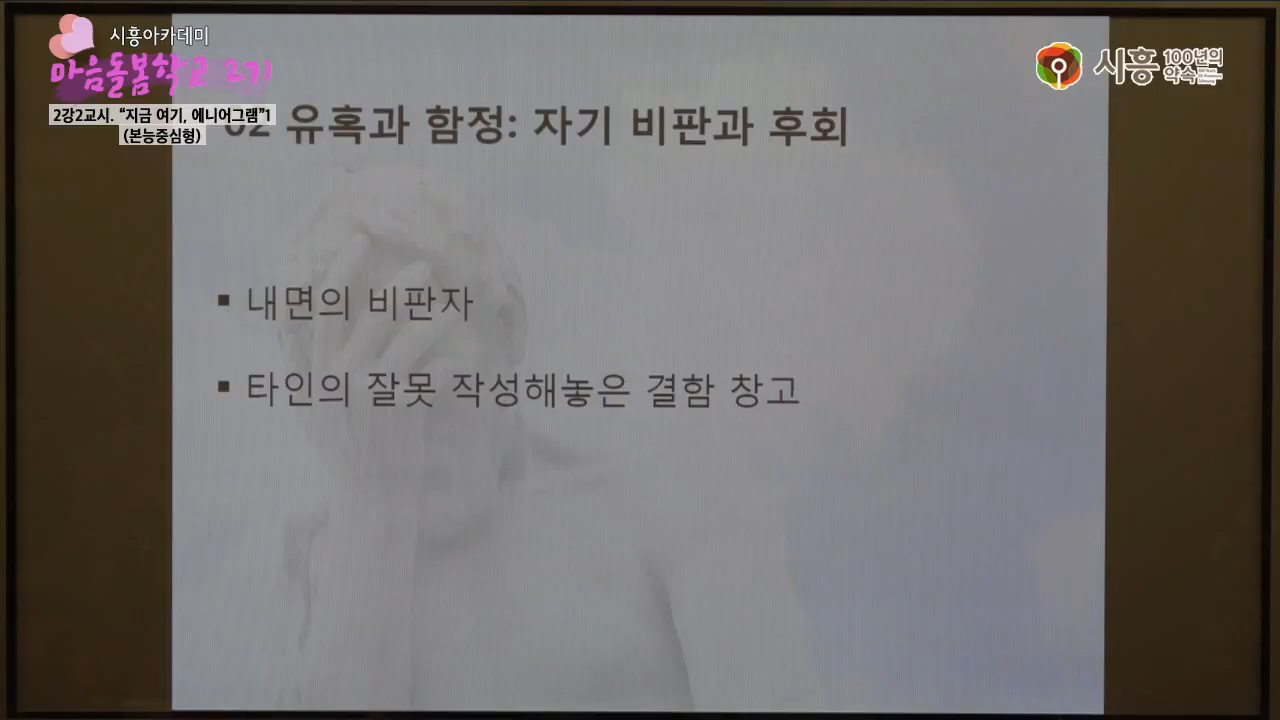 시흥아카데미
마음돌봄학교 2기
2강2교시. “지금 여기, 에니어그램”1
(본능중심형)
시흥 100년의
약속
02 유혹과 함정: 자기 비판과 후회
▪ 내면의 비판자
▪ 타인의 잘못 작성해놓은 결함 창고